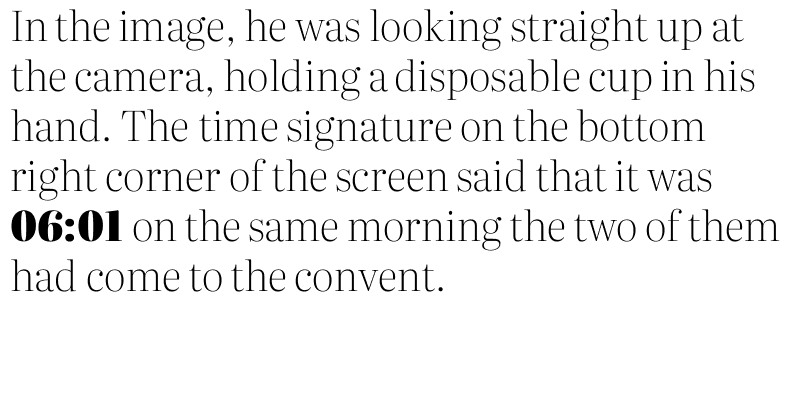 In the image, he was looking straight up at
the camera, holding a disposable cup in his
hand. The time signature on the bottom
right corner of the screen said that it was
06:01 on the same morning the two of them
had come to the convent.